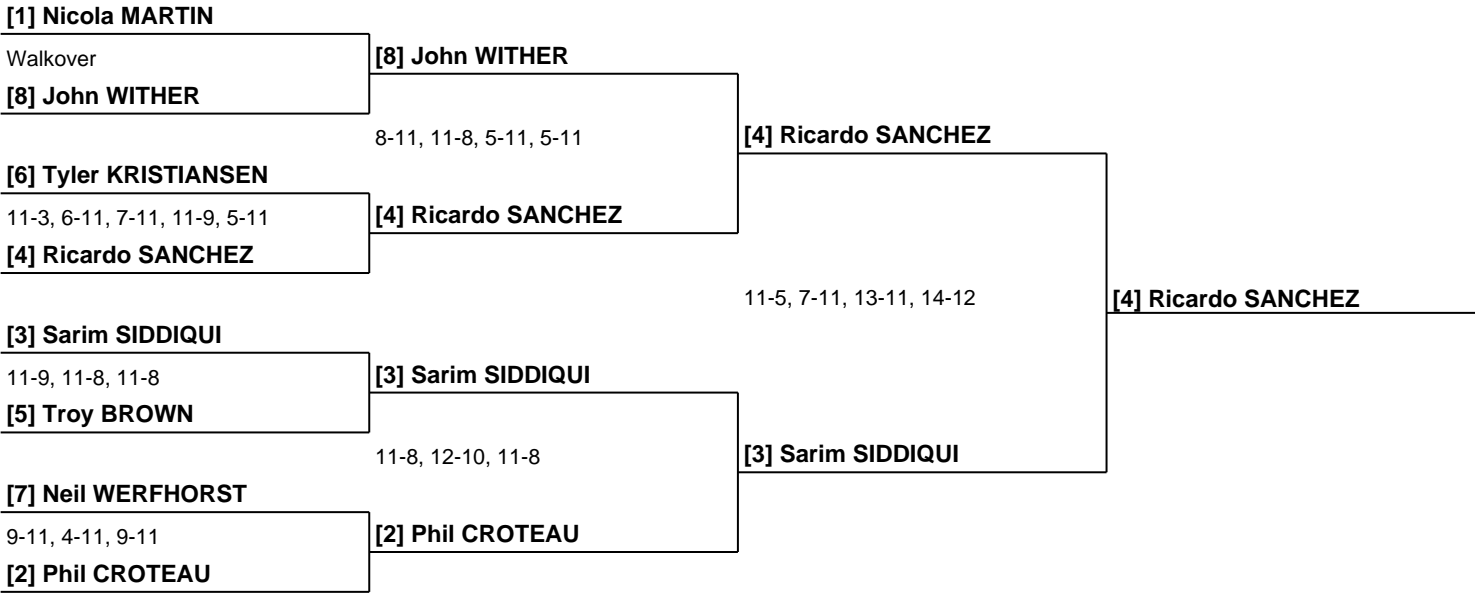 [1] Nicola MARTIN
Walkover
[8] John WITHER
[8] John WITHER
8-11, 11-8, 5-11, 5-11
[4] Ricardo SANCHEZ
[6] Tyler KRISTIANSEN
11-3, 6-11, 7-11, 11-9, 5-11
[4] Ricardo SANCHEZ
[4] Ricardo SANCHEZ
11-5, 7-11, 13-11, 14-12
[4] Ricardo SANCHEZ
[3] Sarim SIDDIQUI
11-9, 11-8, 11-8
[3] Sarim SIDDIQUI
[5] Troy BROWN
11-8, 12-10, 11-8
[3] Sarim SIDDIQUI
[7] Neil WERFHORST
9-11, 4-11, 9-11
[2] Phil CROTEAU
[2] Phil CROTEAU